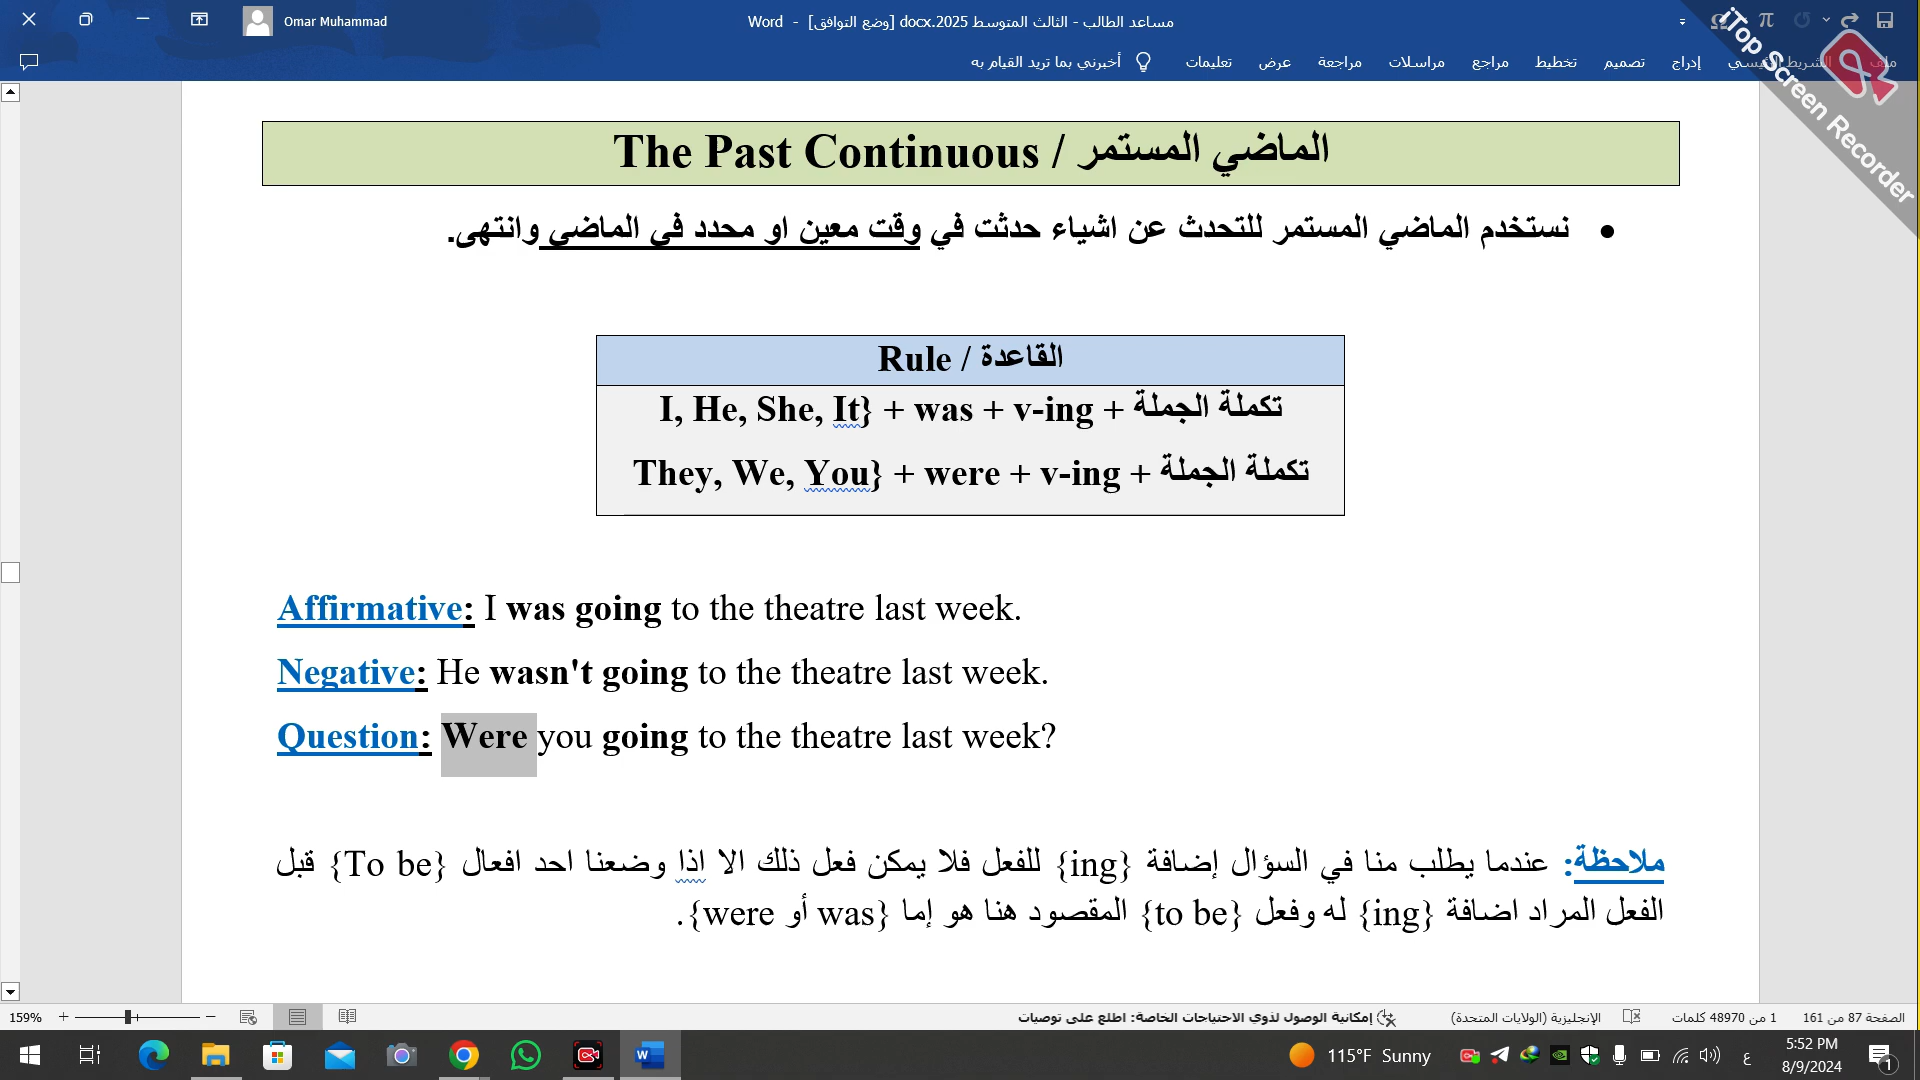 Omar Muhammad
مساعد الطالب - الثالث المتوسط 2025.docx [وضع التوافق] - Word
ملف الشريط الرئيسي إدراج تصميم تخطيط مراجع مراسلات مراجعة عرض تعليمات أخبرني بما تريد القيام به
iTop Screen Recorder
The Past Continuous / الماضي المستمر
• نستخدم الماضي المستمر للتحدث عن اشياء حدثت في وقت معين او محدد في الماضي وانتهى.
Rule / القاعدة
I, He, She, It} + was + v-ing + تكملة الجملة
They, We, You} + were + v-ing + تكملة الجملة
Affirmative: I was going to the theatre last week.
Negative: He wasn't going to the theatre last week.
Question: Were you going to the theatre last week?
ملاحظة: عندما يطلب منا في السؤال إضافة {ing} للفعل فلا يمكن فعل ذلك الا اذا وضعنا احد افعال {To be} قبل
الفعل المراد اضافة {ing} له وفعل {to be} المقصود هنا هو إما {was أو were}.
الصفحة 87 من 161 1 من 48970 كلمات الإنجليزية (الولايات المتحدة) إمكانية الوصول لذوي الاحتياجات الخاصة: اطلع على توصيات 159%
115°F Sunny ع 5:52 PM
8/9/2024 1